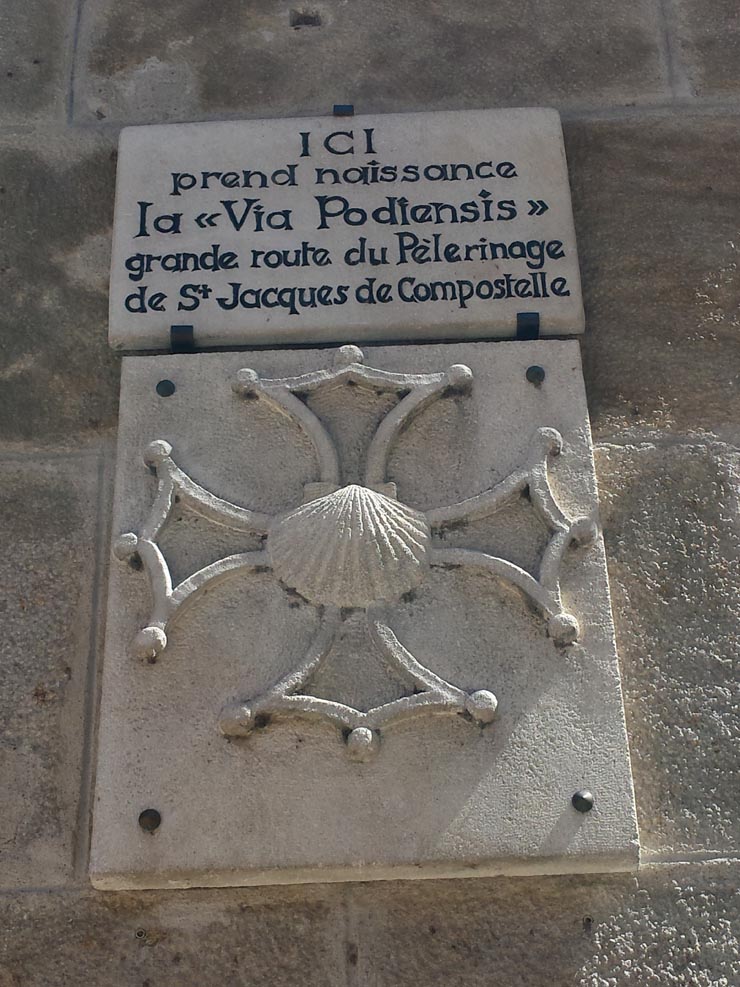 ICI
prend naissance
la «Via Podiensis»
grande route du Pèlerinage
de St Jacques de Compostelle